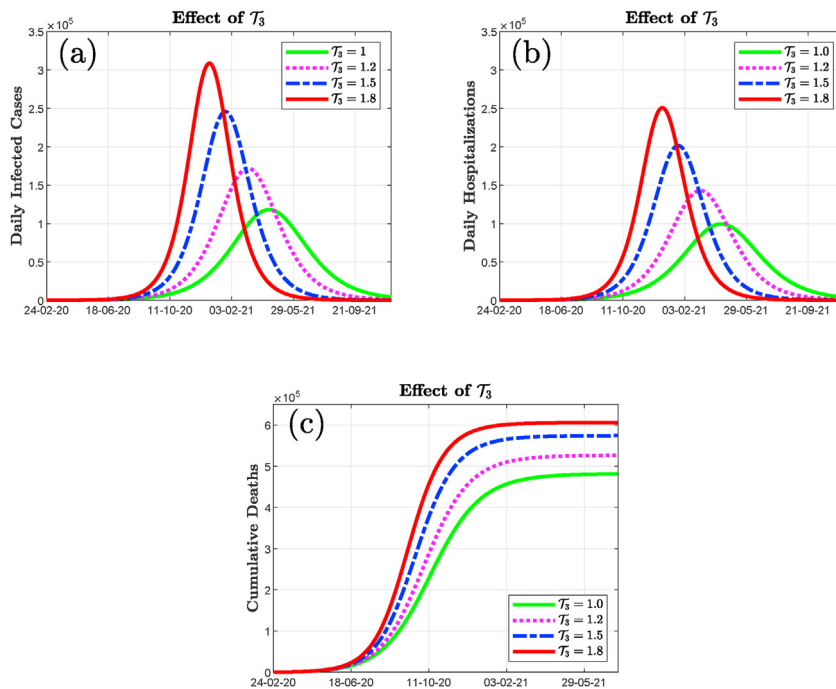 Effect of 𝒯₃
×10⁵
(a)
Daily Infected Cases
3.5
3
2.5
2
1.5
1
0.5
0
24-02-20 18-06-20 11-10-20 03-02-21 29-05-21 21-09-21
𝒯₃ = 1
𝒯₃ = 1.2
𝒯₃ = 1.5
𝒯₃ = 1.8
Effect of 𝒯₃
×10⁵
(b)
Daily Hospitalizations
3.5
3
2.5
2
1.5
1
0.5
0
24-02-20 18-06-20 11-10-20 03-02-21 29-05-21 21-09-21
𝒯₃ = 1.0
𝒯₃ = 1.2
𝒯₃ = 1.5
𝒯₃ = 1.8
Effect of 𝒯₃
×10⁵
(c)
Cumulative Deaths
6
5
4
3
2
1
0
24-02-20 18-06-20 11-10-20 03-02-21 29-05-21
𝒯₃ = 1.0
𝒯₃ = 1.2
𝒯₃ = 1.5
𝒯₃ = 1.8